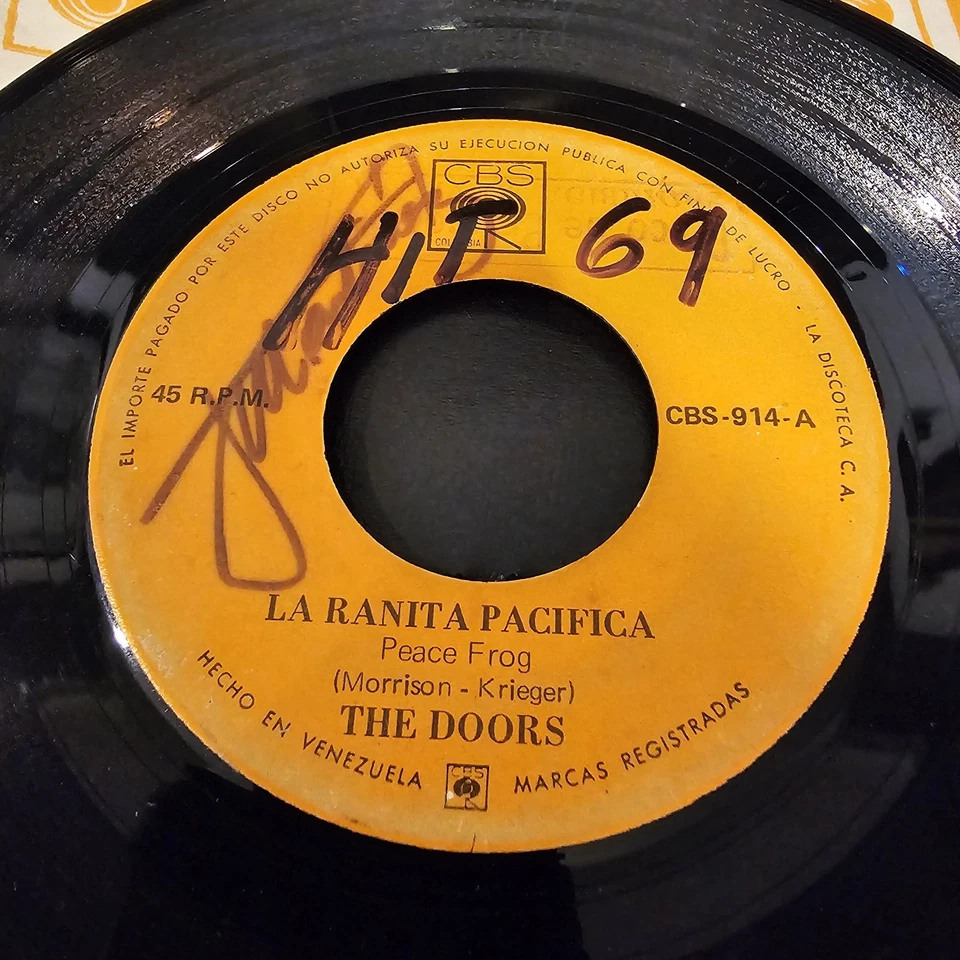 EL IMPORTE PAGADO POR ESTE DISCO NO AUTORIZA SU EJECUCION PUBLICA CON FINES DE LUCRO - LA DISCOTECA C. A.
CBS
COLUMBIA
HIT 69
45 R.P.M.
CBS-914-A
LA RANITA PACIFICA
Peace Frog
(Morrison - Krieger)
THE DOORS
HECHO EN VENEZUELA
CBS
MARCAS REGISTRADAS